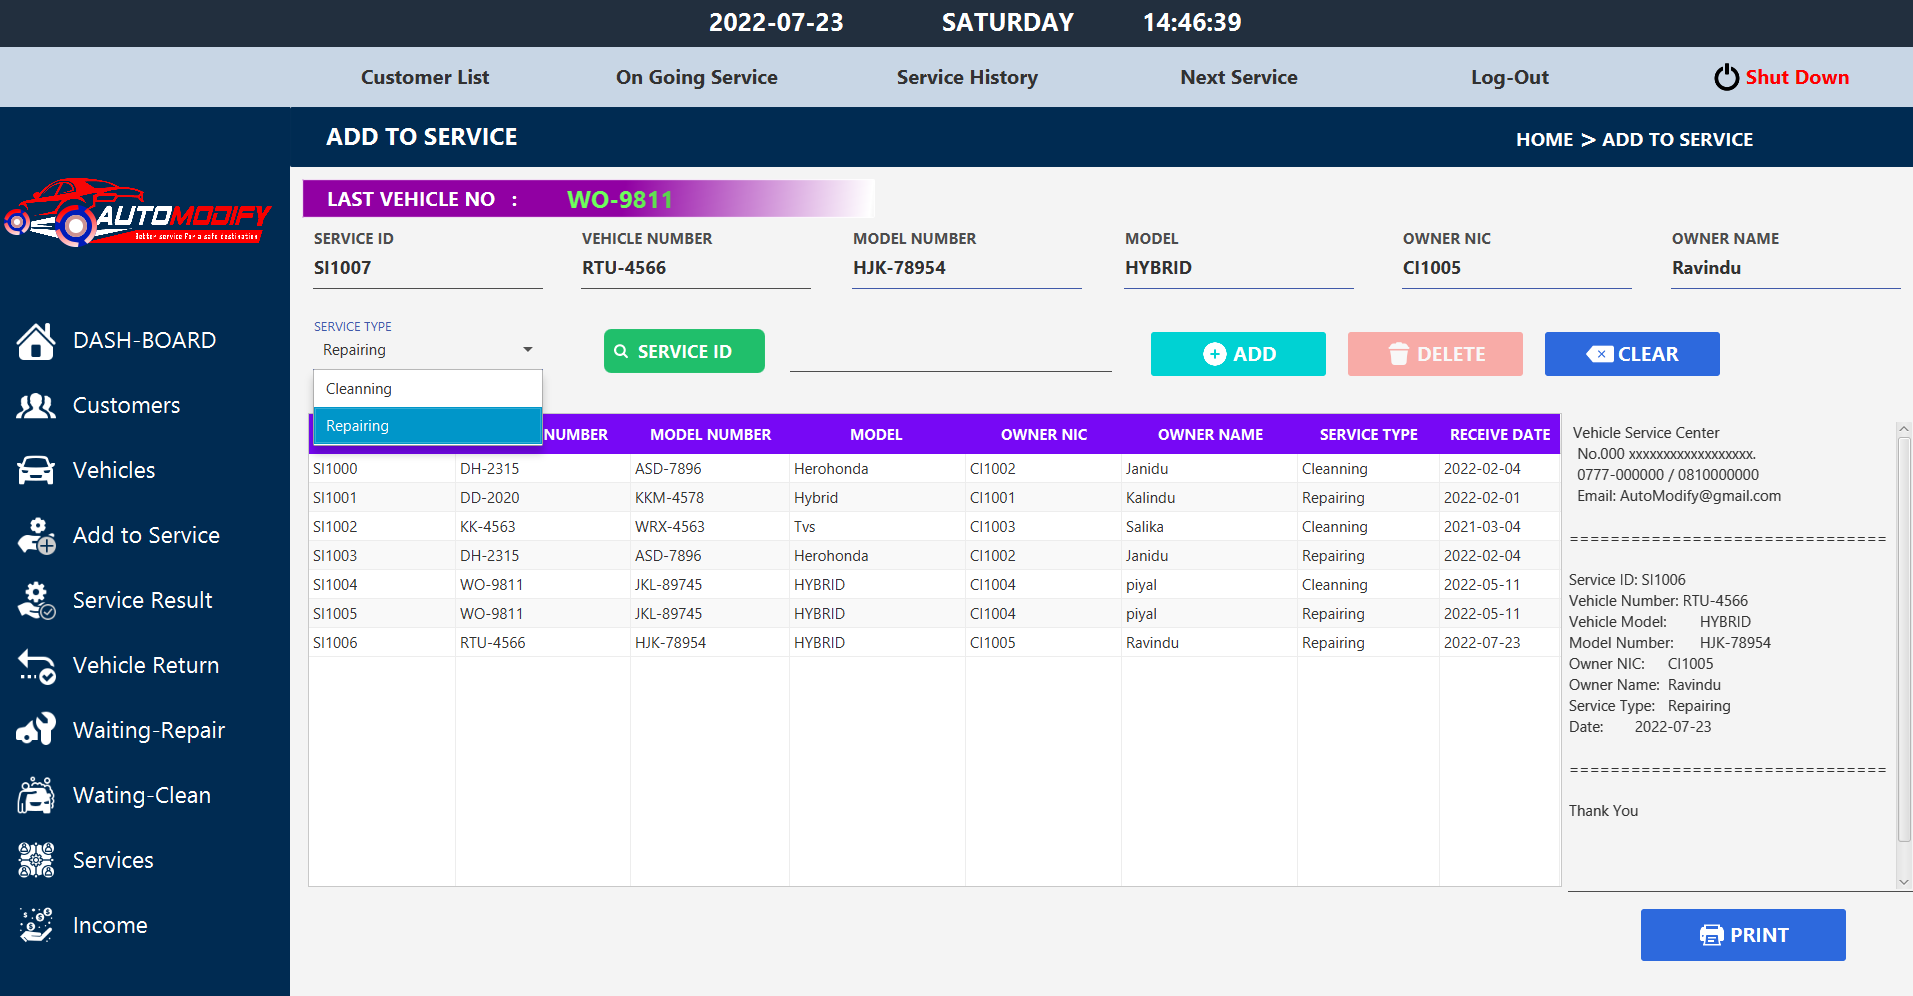 2022-07-23 SATURDAY 14:46:39
Customer List On Going Service Service History Next Service Log-Out Shut Down
ADD TO SERVICE HOME > ADD TO SERVICE
AUTOMODIFY
Better service For a safe destination
DASH-BOARD
Customers
Vehicles
Add to Service
Service Result
Vehicle Return
Waiting-Repair
Wating-Clean
Services
Income
LAST VEHICLE NO : WO-9811
SERVICE ID VEHICLE NUMBER MODEL NUMBER MODEL OWNER NIC OWNER NAME
SI1007 RTU-4566 HJK-78954 HYBRID CI1005 Ravindu
SERVICE TYPE
Repairing
Cleanning
Repairing
SERVICE ID ADD DELETE CLEAR
NUMBER MODEL NUMBER MODEL OWNER NIC OWNER NAME SERVICE TYPE RECEIVE DATE
SI1000 DH-2315 ASD-7896 Herohonda CI1002 Janidu Cleanning 2022-02-04
SI1001 DD-2020 KKM-4578 Hybrid CI1001 Kalindu Repairing 2022-02-01
SI1002 KK-4563 WRX-4563 Tvs CI1003 Salika Cleanning 2021-03-04
SI1003 DH-2315 ASD-7896 Herohonda CI1002 Janidu Repairing 2022-02-04
SI1004 WO-9811 JKL-89745 HYBRID CI1004 piyal Cleanning 2022-05-11
SI1005 WO-9811 JKL-89745 HYBRID CI1004 piyal Repairing 2022-05-11
SI1006 RTU-4566 HJK-78954 HYBRID CI1005 Ravindu Repairing 2022-07-23
Vehicle Service Center
No.000 xxxxxxxxxxxxxxxxxx.
0777-000000 / 0810000000
Email: AutoModify@gmail.com
===============================
Service ID: SI1006
Vehicle Number: RTU-4566
Vehicle Model: HYBRID
Model Number: HJK-78954
Owner NIC: CI1005
Owner Name: Ravindu
Service Type: Repairing
Date: 2022-07-23
===============================
Thank You
PRINT